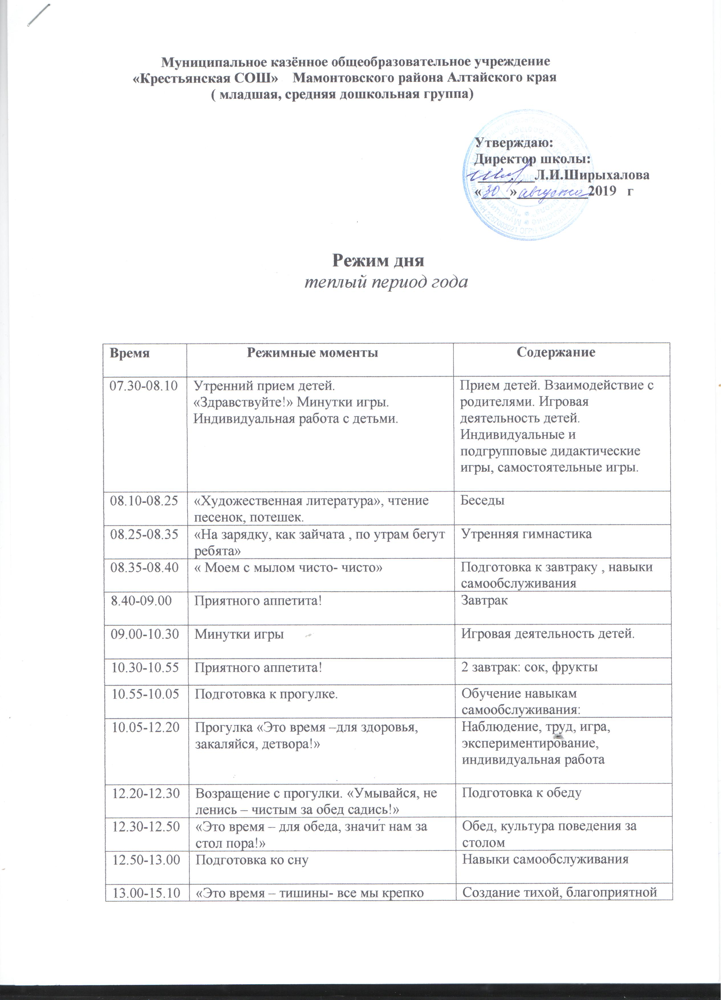 Муниципальное казённое общеобразовательное учреждение
«Крестьянская СОШ» Мамонтовского района Алтайского края
( младшая, средняя дошкольная группа)
Утверждаю:
Директор школы:
Л.И.Ширыхалова
«30» августа 2019 г
ИНН 2257003021 ОГРН
Режим дня
теплый период года
Время Режимные моменты Содержание
07.30-08.10 Утренний прием детей. Прием детей. Взаимодействие с
«Здравствуйте!» Минутки игры. родителями. Игровая
Индивидуальная работа с детьми. деятельность детей.
Индивидуальные и
подгрупповые дидактические
игры, самостоятельные игры.
08.10-08.25 «Художественная литература», чтение Беседы
песенок, потешек.
08.25-08.35 «На зарядку, как зайчата , по утрам бегут Утренняя гимнастика
ребята»
08.35-08.40 « Моем с мылом чисто- чисто» Подготовка к завтраку , навыки
самообслуживания
8.40-09.00 Приятного аппетита! Завтрак
09.00-10.30 Минутки игры Игровая деятельность детей.
10.30-10.55 Приятного аппетита! 2 завтрак: сок, фрукты
10.55-10.05 Подготовка к прогулке. Обучение навыкам
самообслуживания:
10.05-12.20 Прогулка «Это время –для здоровья, Наблюдение, труд, игра,
закаляйся, детвора!» экспериментирование,
индивидуальная работа
12.20-12.30 Возращение с прогулки. «Умывайся, не Подготовка к обеду
ленись – чистым за обед садись!»
12.30-12.50 «Это время – для обеда, значит нам за Обед, культура поведения за
стол пора!» столом
12.50-13.00 Подготовка ко сну Навыки самообслуживания
13.00-15.10 «Это время – тишины- все мы крепко Создание тихой, благоприятной